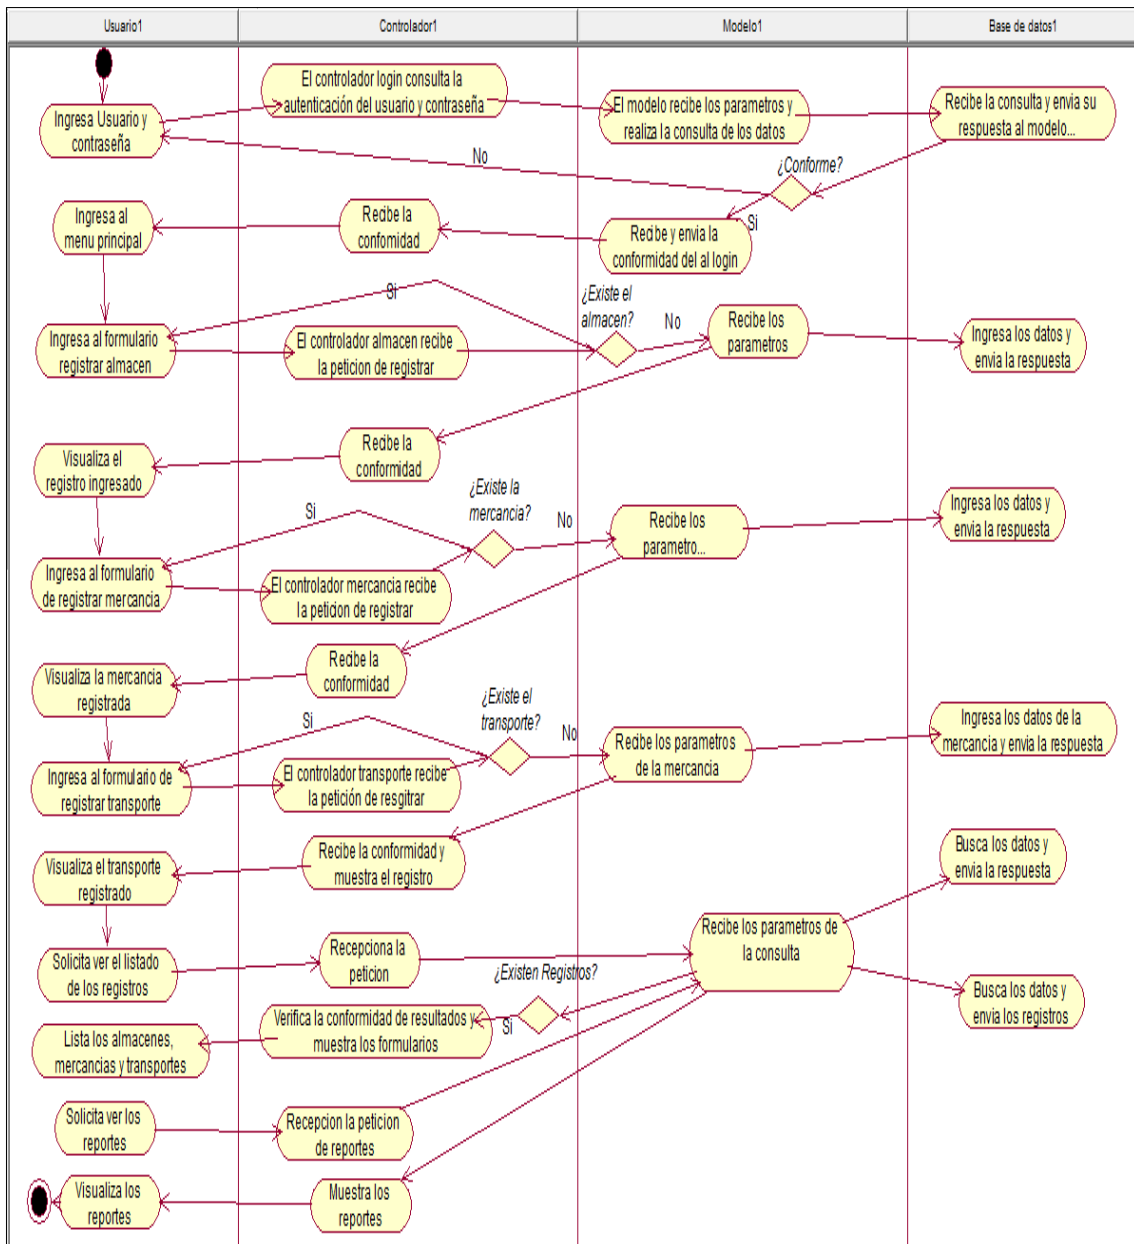 Usuario1
Controlador1
Modelo1
Base de datos1
El controlador login consulta la
autenticación del usuario y contraseña
Ingresa Usuario y
contraseña
El modelo recibe los parametros y
realiza la consulta de los datos
Recibe la consulta y envia su
respuesta al modelo...
No
¿Conforme?
Si
Ingresa al
menu principal
Recibe la
confomidad
Recibe y envia la
conformidad del al login
Si
¿Existe el
almacen?
No
Ingresa al formulario
registrar almacen
El controlador almacen recibe
la peticion de registrar
Recibe los
parametros
Ingresa los datos y
envia la respuesta
Visualiza el
registro ingresado
Recibe la
conformidad
¿Existe la
mercancia?
Si
No
Recibe los
parametro...
Ingresa los datos y
envia la respuesta
Ingresa al formulario
de registrar mercancia
El controlador mercancia recibe
la peticion de registrar
Visualiza la mercancia
registrada
Recibe la
conformidad
¿Existe el
transporte?
Si
No
Recibe los parametros
de la mercancia
Ingresa los datos de la
mercancia y envia la respuesta
Ingresa al formulario de
registrar transporte
El controlador transporte recibe
la petición de resgitrar
Visualiza el transporte
registrado
Recibe la conformidad y
muestra el registro
Busca los datos y
envia la respuesta
Solicita ver el listado
de los registros
Recepciona la
peticion
¿Existen Registros?
Recibe los parametros de
la consulta
Busca los datos y
envia los registros
Lista los almacenes,
mercancias y transportes
Verifica la conformidad de resultados y
muestra los formularios
Si
Solicita ver los
reportes
Recepcion la peticion
de reportes
Visualiza los
reportes
Muestra los
reportes